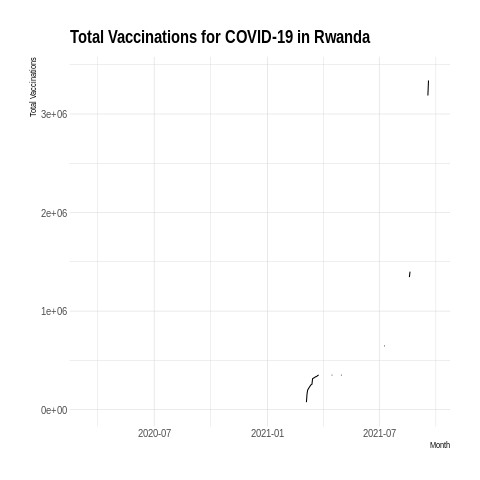 Total Vaccinations for COVID-19 in Rwanda
Total Vaccinations
3e+06
2e+06
1e+06
0e+00
2020-07 2021-01 2021-07
Month